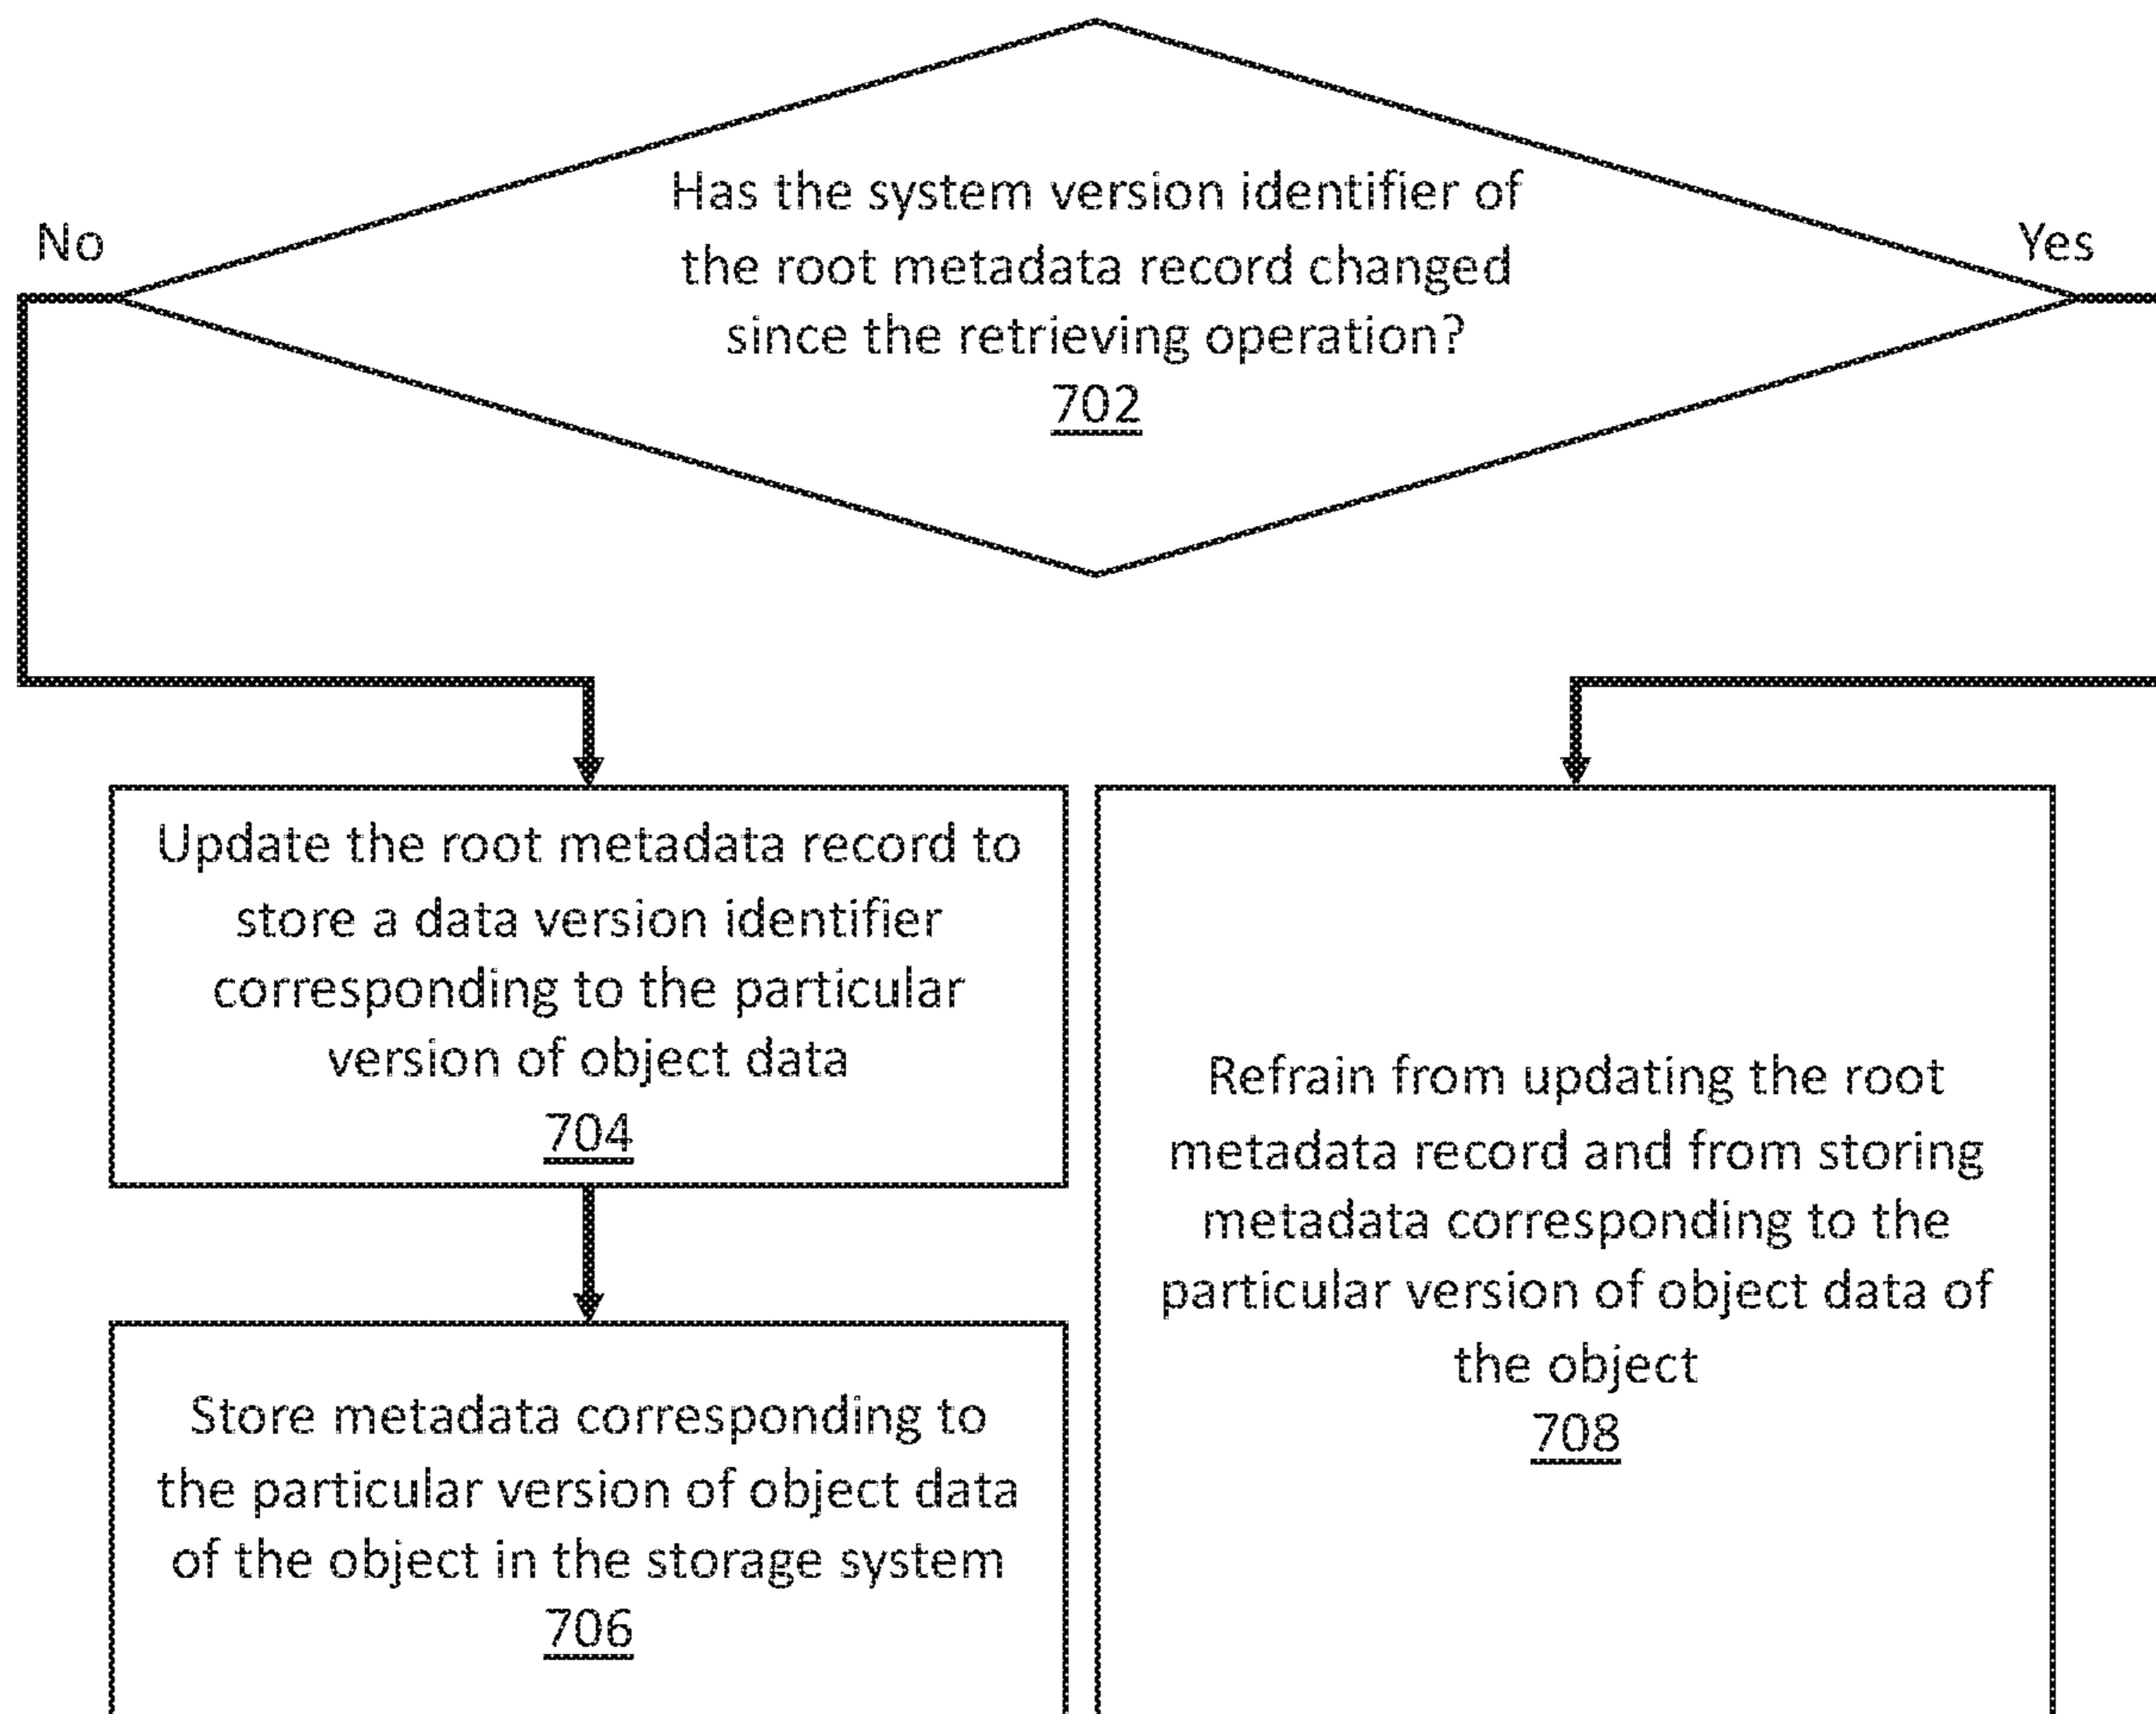 Has the system version identifier of
the root metadata record changed
since the retrieving operation?
702
No
Yes
Update the root metadata record to
store a data version identifier
corresponding to the particular
version of object data
704
Store metadata corresponding to
the particular version of object data
of the object in the storage system
706
Refrain from updating the root
metadata record and from storing
metadata corresponding to the
particular version of object data of
the object
708